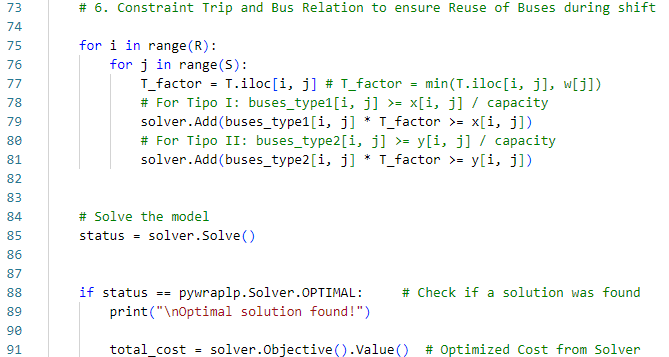 73 # 6. Constraint Trip and Bus Relation to ensure Reuse of Buses during shift
74
75 for i in range(R):
76 for j in range(S):
77 T_factor = T.iloc[i, j] # T_factor = min(T.iloc[i, j], w[j])
78 # For Tipo I: buses_type1[i, j] >= x[i, j] / capacity
79 solver.Add(buses_type1[i, j] * T_factor >= x[i, j])
80 # For Tipo II: buses_type2[i, j] >= y[i, j] / capacity
81 solver.Add(buses_type2[i, j] * T_factor >= y[i, j])
82
83
84 # Solve the model
85 status = solver.Solve()
86
87
88 if status == pywraplp.Solver.OPTIMAL: # Check if a solution was found
89 print("\nOptimal solution found!")
90
91 total_cost = solver.Objective().Value() # Optimized Cost from Solver